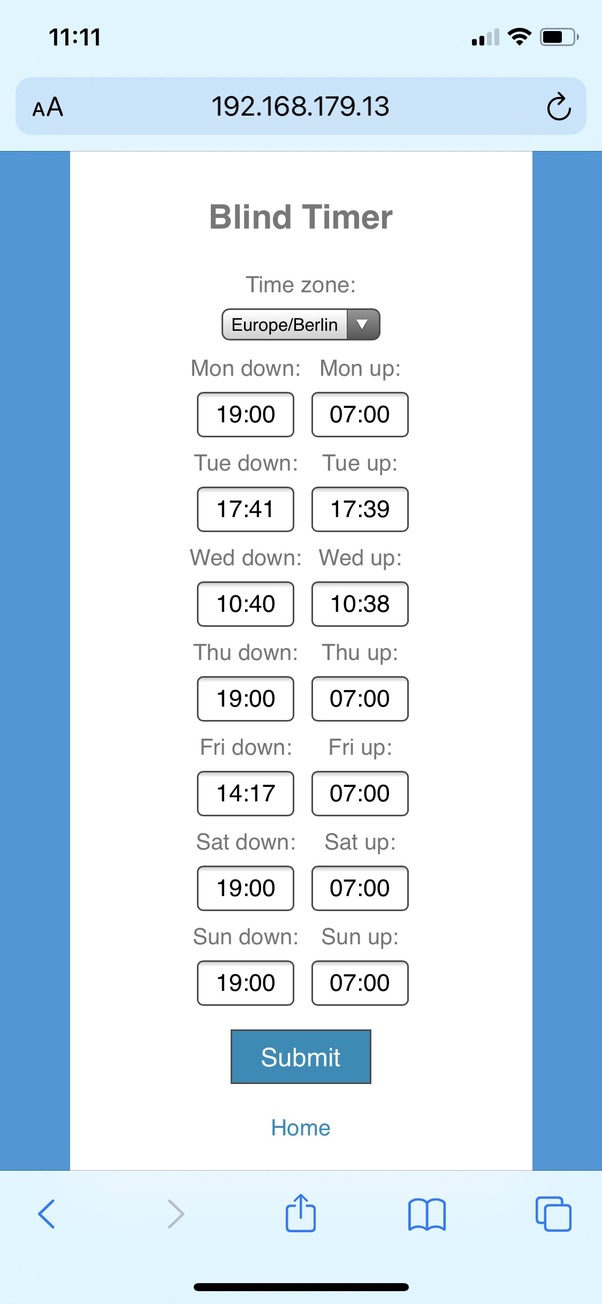 11:11
AA 192.168.179.13
Blind Timer
Time zone:
Europe/Berlin
Mon down: Mon up:
19:00 07:00
Tue down: Tue up:
17:41 17:39
Wed down: Wed up:
10:40 10:38
Thu down: Thu up:
19:00 07:00
Fri down: Fri up:
14:17 07:00
Sat down: Sat up:
19:00 07:00
Sun down: Sun up:
19:00 07:00
Submit
Home